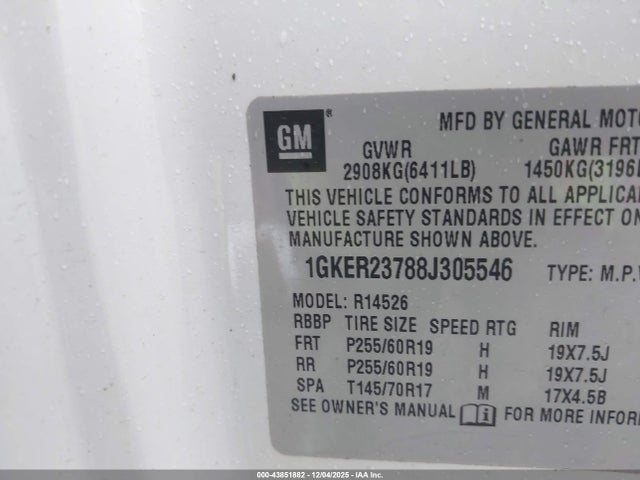 GM®
MFD BY GENERAL MOTO
GVWR GAWR FRT
2908KG(6411LB) 1450KG(3196
THIS VEHICLE CONFORMS TO ALL APPLICA
VEHICLE SAFETY STANDARDS IN EFFECT ON
MANUFACTURE SHOWN ABOVE.
1GKER23788J305546 TYPE: M.P.V
MODEL: R14526
RBBP TIRE SIZE SPEED RTG RIM
FRT P255/60R19 H 19X7.5J
RR P255/60R19 H 19X7.5J
SPA T145/70R17 M 17X4.5B
SEE OWNER'S MANUAL FOR MORE INFOR
000-43851882 - 12/04/2025 - IAABU